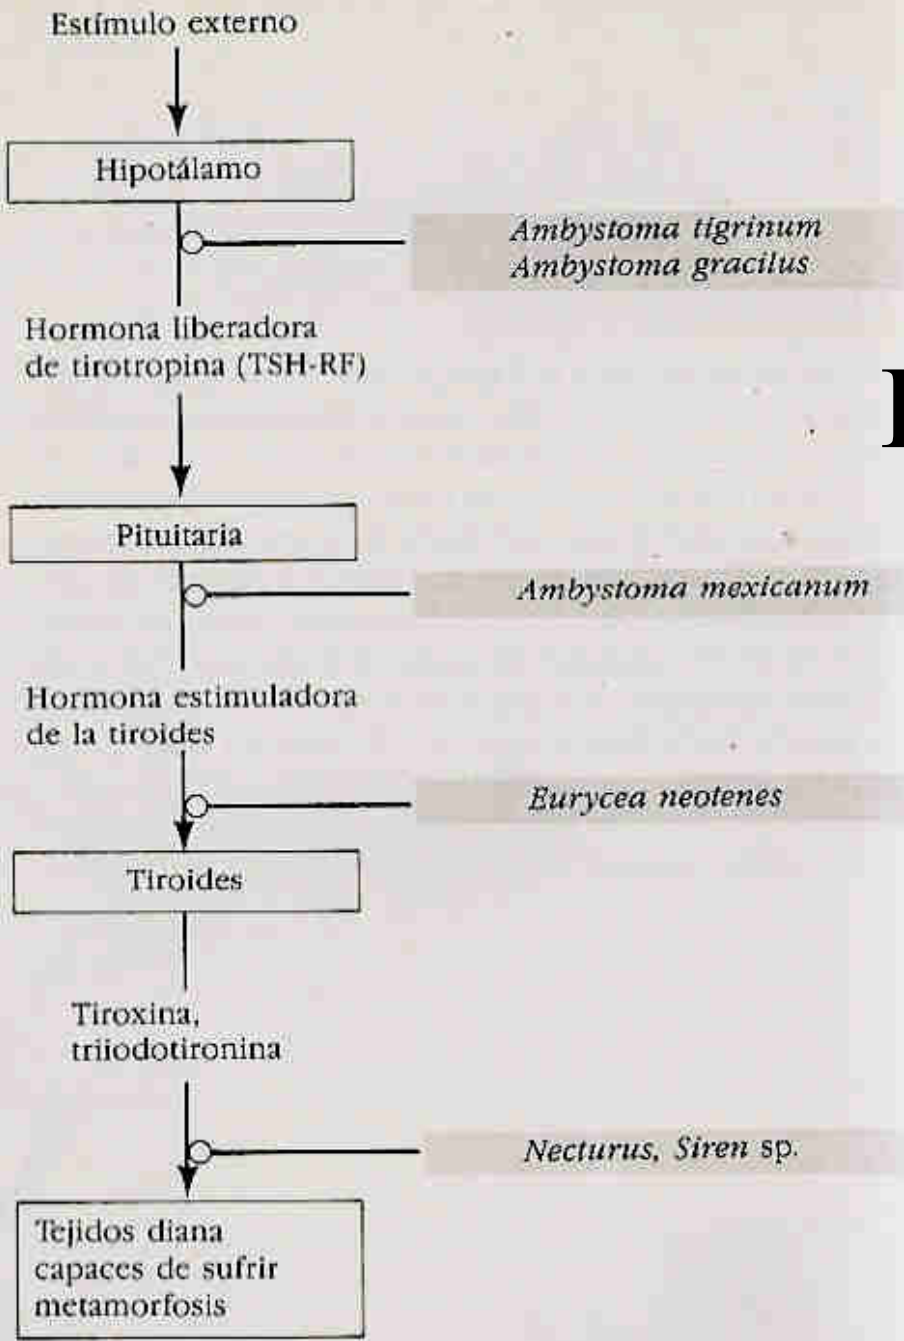 Estímulo externo
Hipotálamo
Ambystoma tigrinum
Ambystoma gracilus
Hormona liberadora
de tirotropina (TSH-RF)
Pituitaria
Ambystoma mexicanum
Hormona estimuladora
de la tiroides
Eurycea neotenes
Tiroides
Tiroxina,
triiodotironina
Necturus, Siren sp.
Tejidos diana
capaces de sufrir
metamorfosis